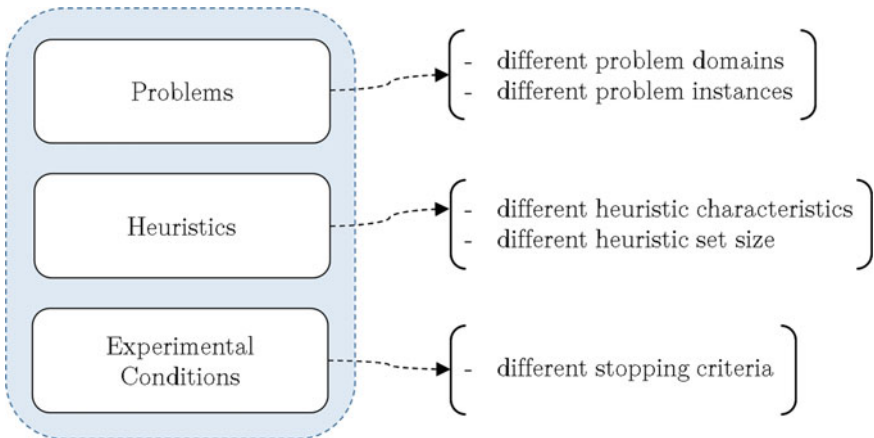 Problems
- different problem domains
- different problem instances
Heuristics
- different heuristic characteristics
- different heuristic set size
Experimental
Conditions
- different stopping criteria